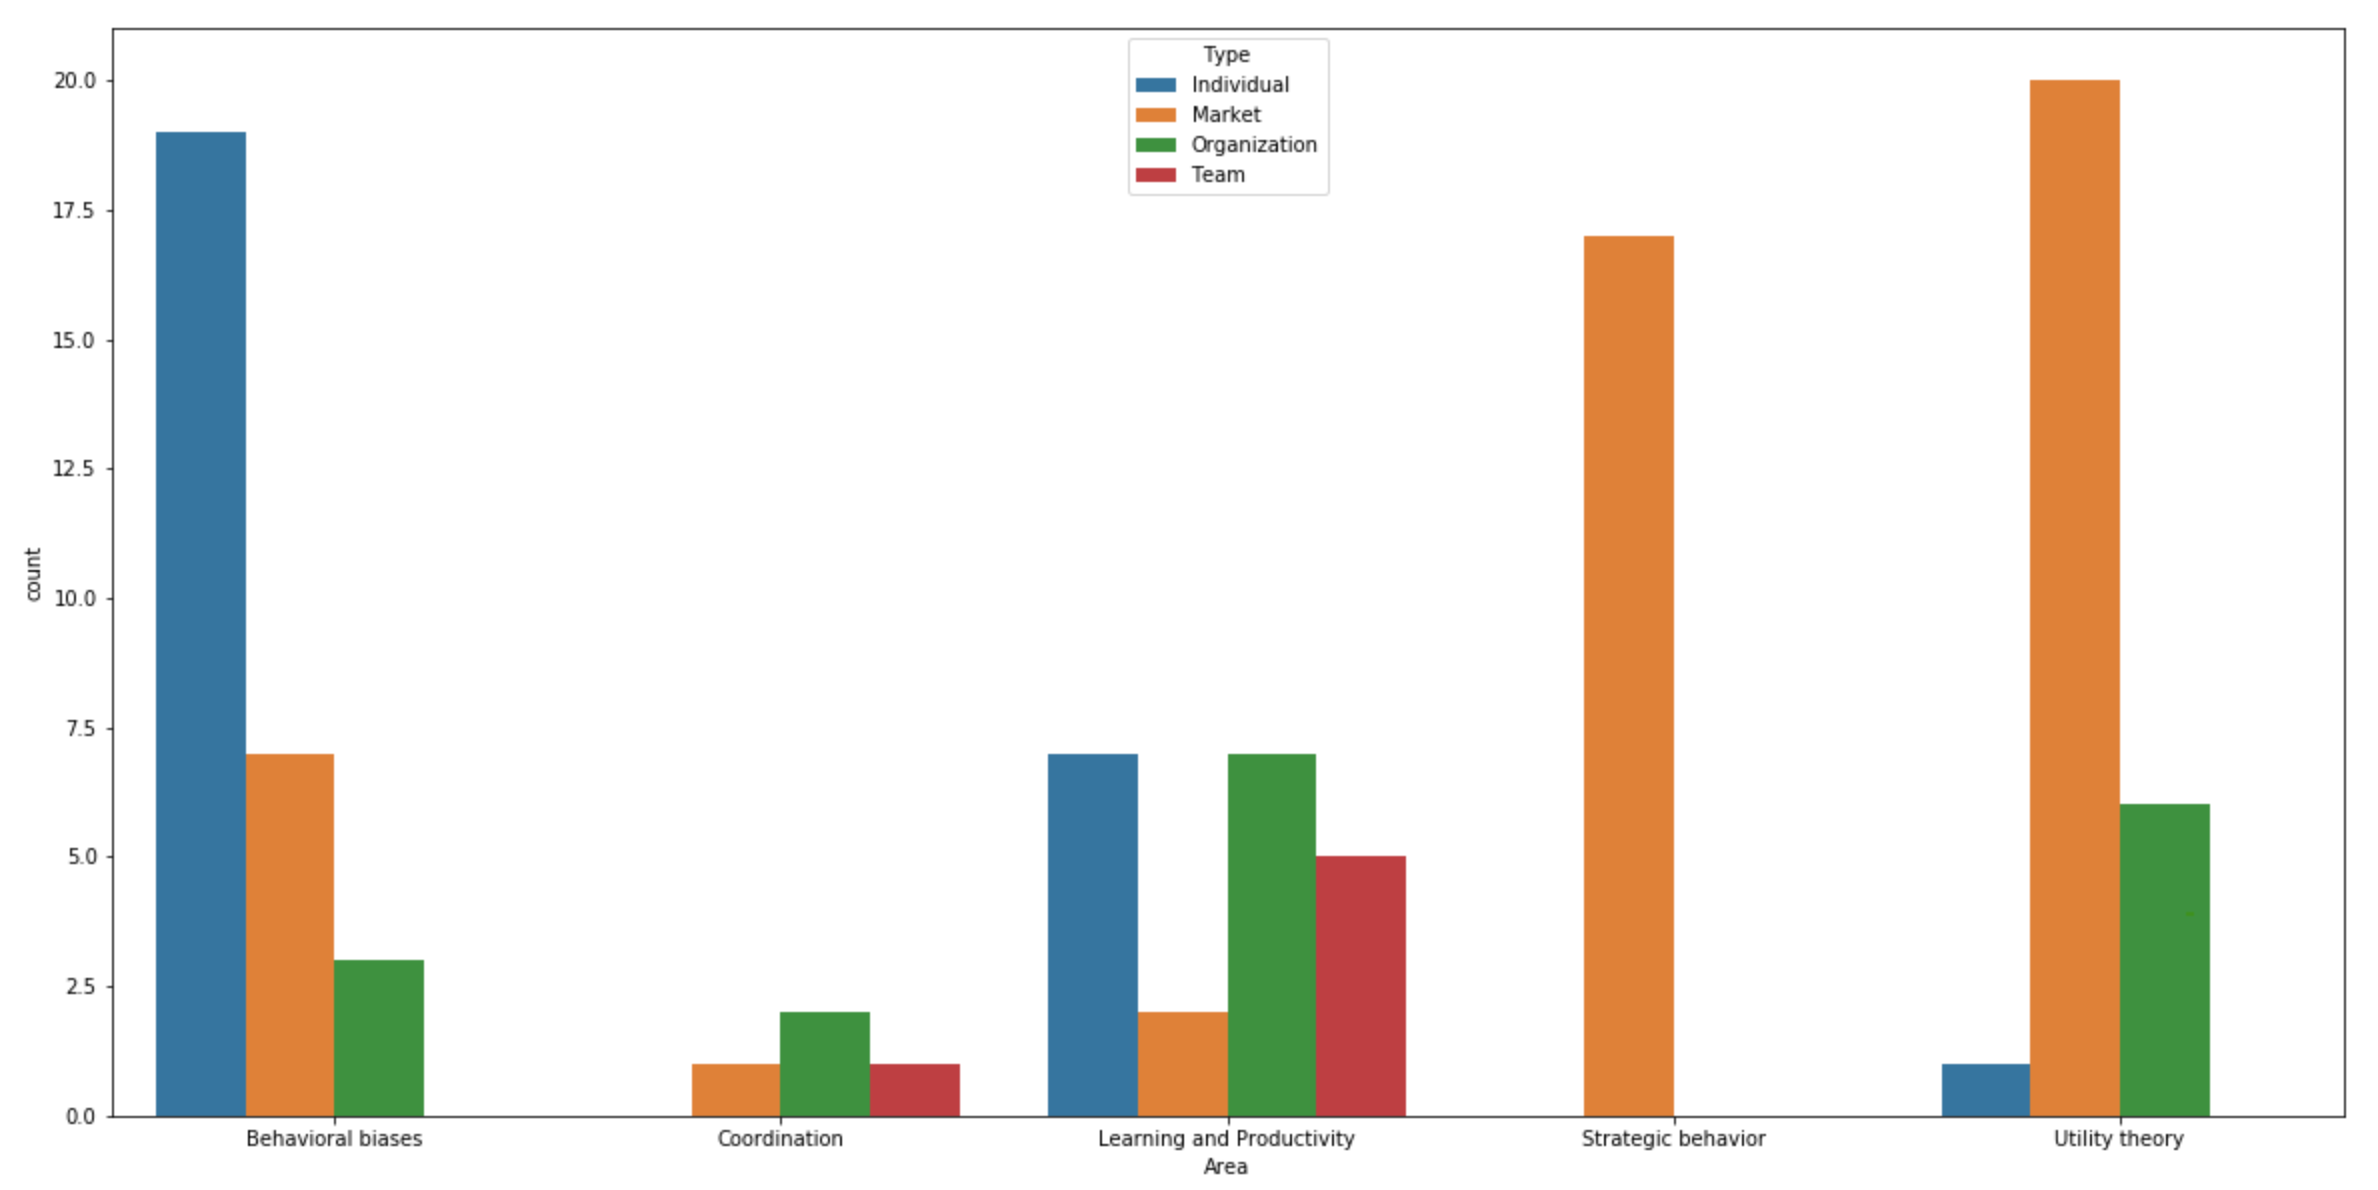 Type
Individual
Market
Organization
Team
20.0
17.5
15.0
12.5
10.0
7.5
5.0
2.5
0.0
count
Behavioral biases
Coordination
Learning and Productivity
Strategic behavior
Utility theory
Area